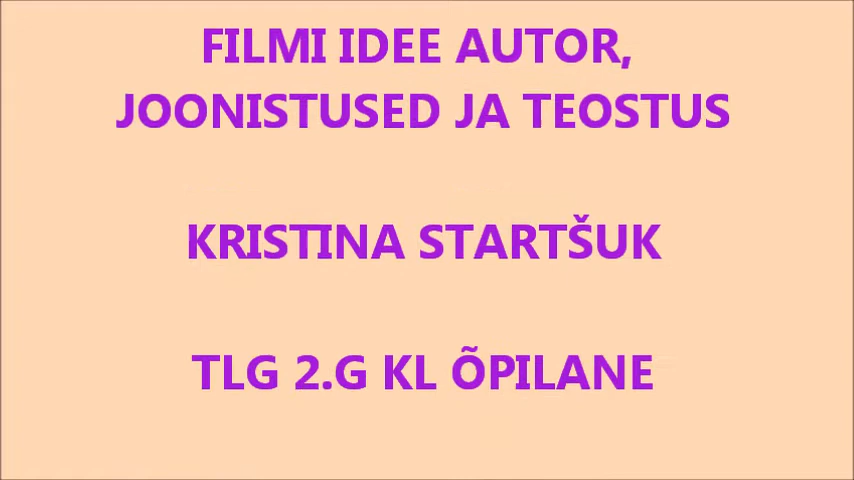 FILMI IDEE AUTOR,
JOONISTUSED JA TEOSTUS
KRISTINA STARTŠUK
TLG 2.G KL ÕPILANE